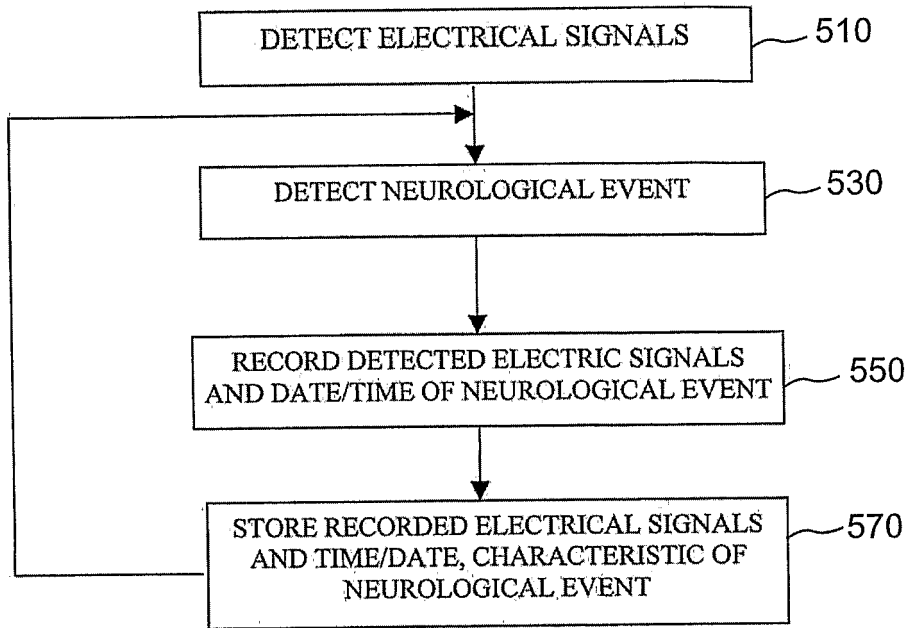 DETECT ELECTRICAL SIGNALS
510
DETECT NEUROLOGICAL EVENT
530
RECORD DETECTED ELECTRIC SIGNALS
AND DATE/TIME OF NEUROLOGICAL EVENT
550
STORE RECORDED ELECTRICAL SIGNALS
AND TIME/DATE, CHARACTERISTIC OF
NEUROLOGICAL EVENT
570